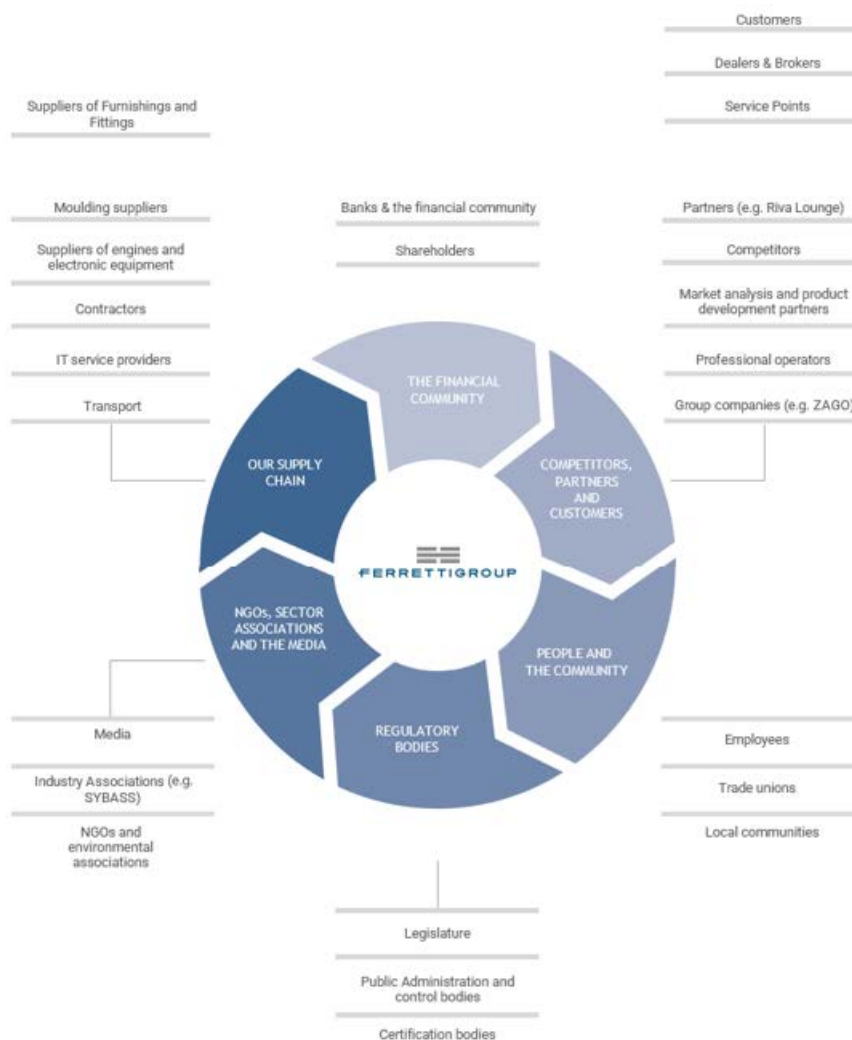 Customers
Dealers & Brokers
Service Points
Suppliers of Furnishings and
Fittings
Moulding suppliers
Suppliers of engines and
electronic equipment
Contractors
IT service providers
Transport
Banks & the financial community
Shareholders
Partners (e.g. Riva Lounge)
Competitors
Market analysis and product
development partners
Professional operators
Group companies (e.g. ZAGO)
THE FINANCIAL
COMMUNITY
OUR SUPPLY
CHAIN
COMPETITORS,
PARTNERS
AND
CUSTOMERS
FERRETTIGROUP
NGOs, SECTOR
ASSOCIATIONS
AND THE MEDIA
PEOPLE AND
THE COMMUNITY
REGULATORY
BODIES
Media
Industry Associations (e.g.
SYBASS)
NGOs and
environmental
associations
Employees
Trade unions
Local communities
Legislature
Public Administration and
control bodies
Certification bodies